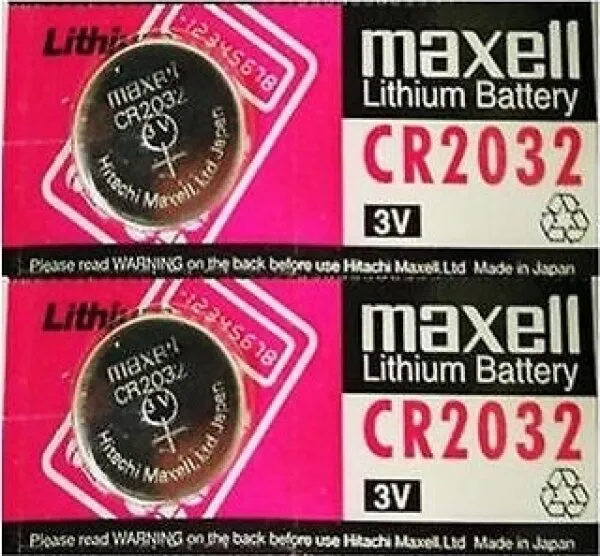 Lithium
12345678
maxell
CR2032
3V
Hitachi Maxell, Ltd Japan
maxell
Lithium Battery
CR2032
3V
Please read WARNING on the back before use Hitachi Maxell.Ltd Made in Japan
Lithi
12345678
maxell
CR2032
3V
Hitachi Maxell, Ltd Japan
maxell
Lithium Battery
CR2032
3V
Please read WARNING on the back before use Hitachi Maxell.Ltd Made in Japan